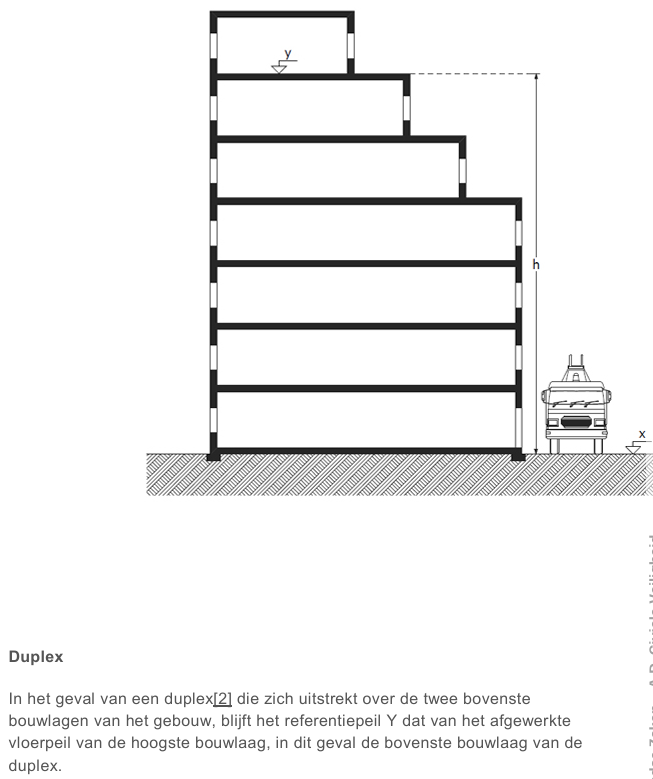 y
h
x
Duplex
In het geval van een duplex[2] die zich uitstrekt over de twee bovenste
bouwlagen van het gebouw, blijft het referentiepeil Y dat van het afgewerkte
vloerpeil van de hoogste bouwlaag, in dit geval de bovenste bouwlaag van de
duplex.